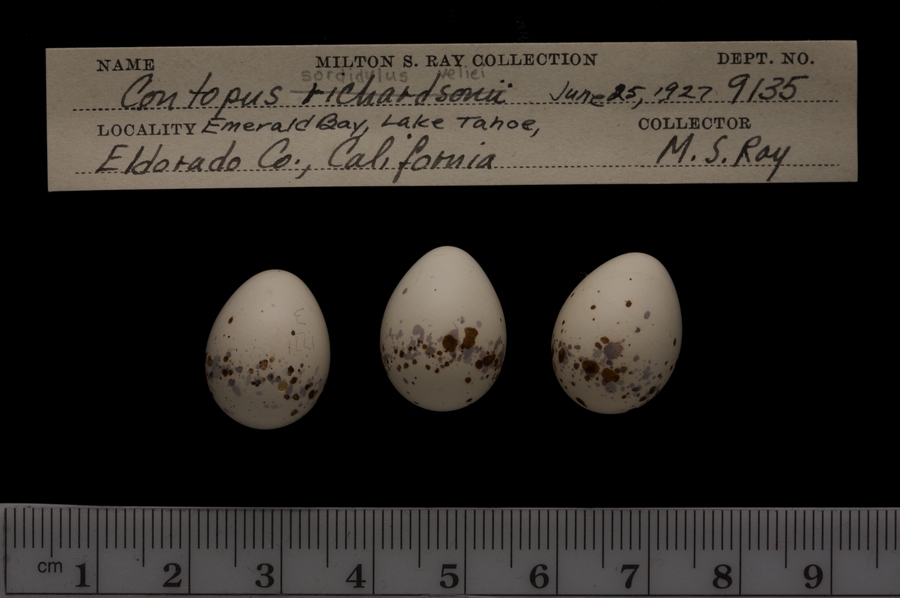 NAME MILTON S. RAY COLLECTION DEPT. NO.
sordidulus veliei
Contopus richardsonii June 25, 1927 9135
LOCALITY Emerald Bay, Lake Tahoe, COLLECTOR
Eldorado Co., California M. S. Ray
cm 1 2 3 4 5 6 7 8 9